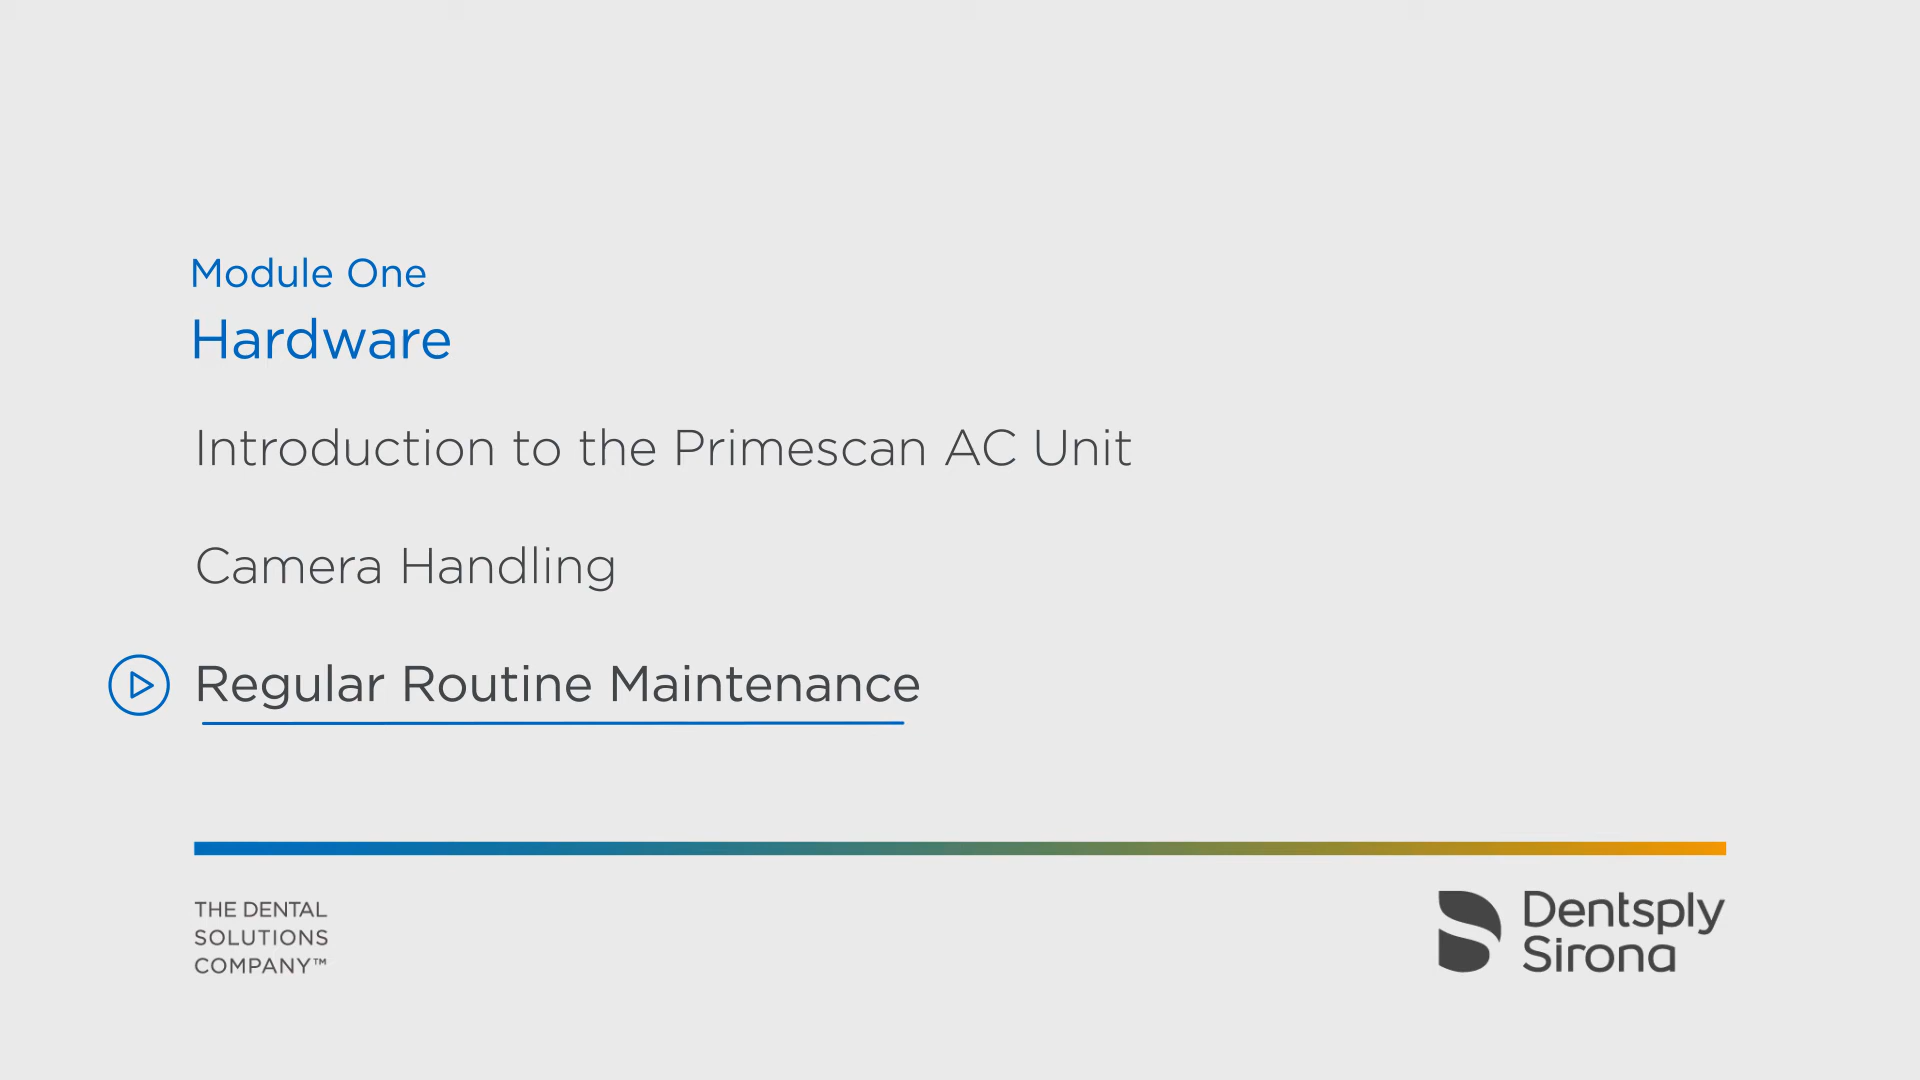 Module One
Hardware
Introduction to the Primescan AC Unit
Camera Handling
Regular Routine Maintenance
THE DENTAL
SOLUTIONS
COMPANY™
Dentsply
Sirona